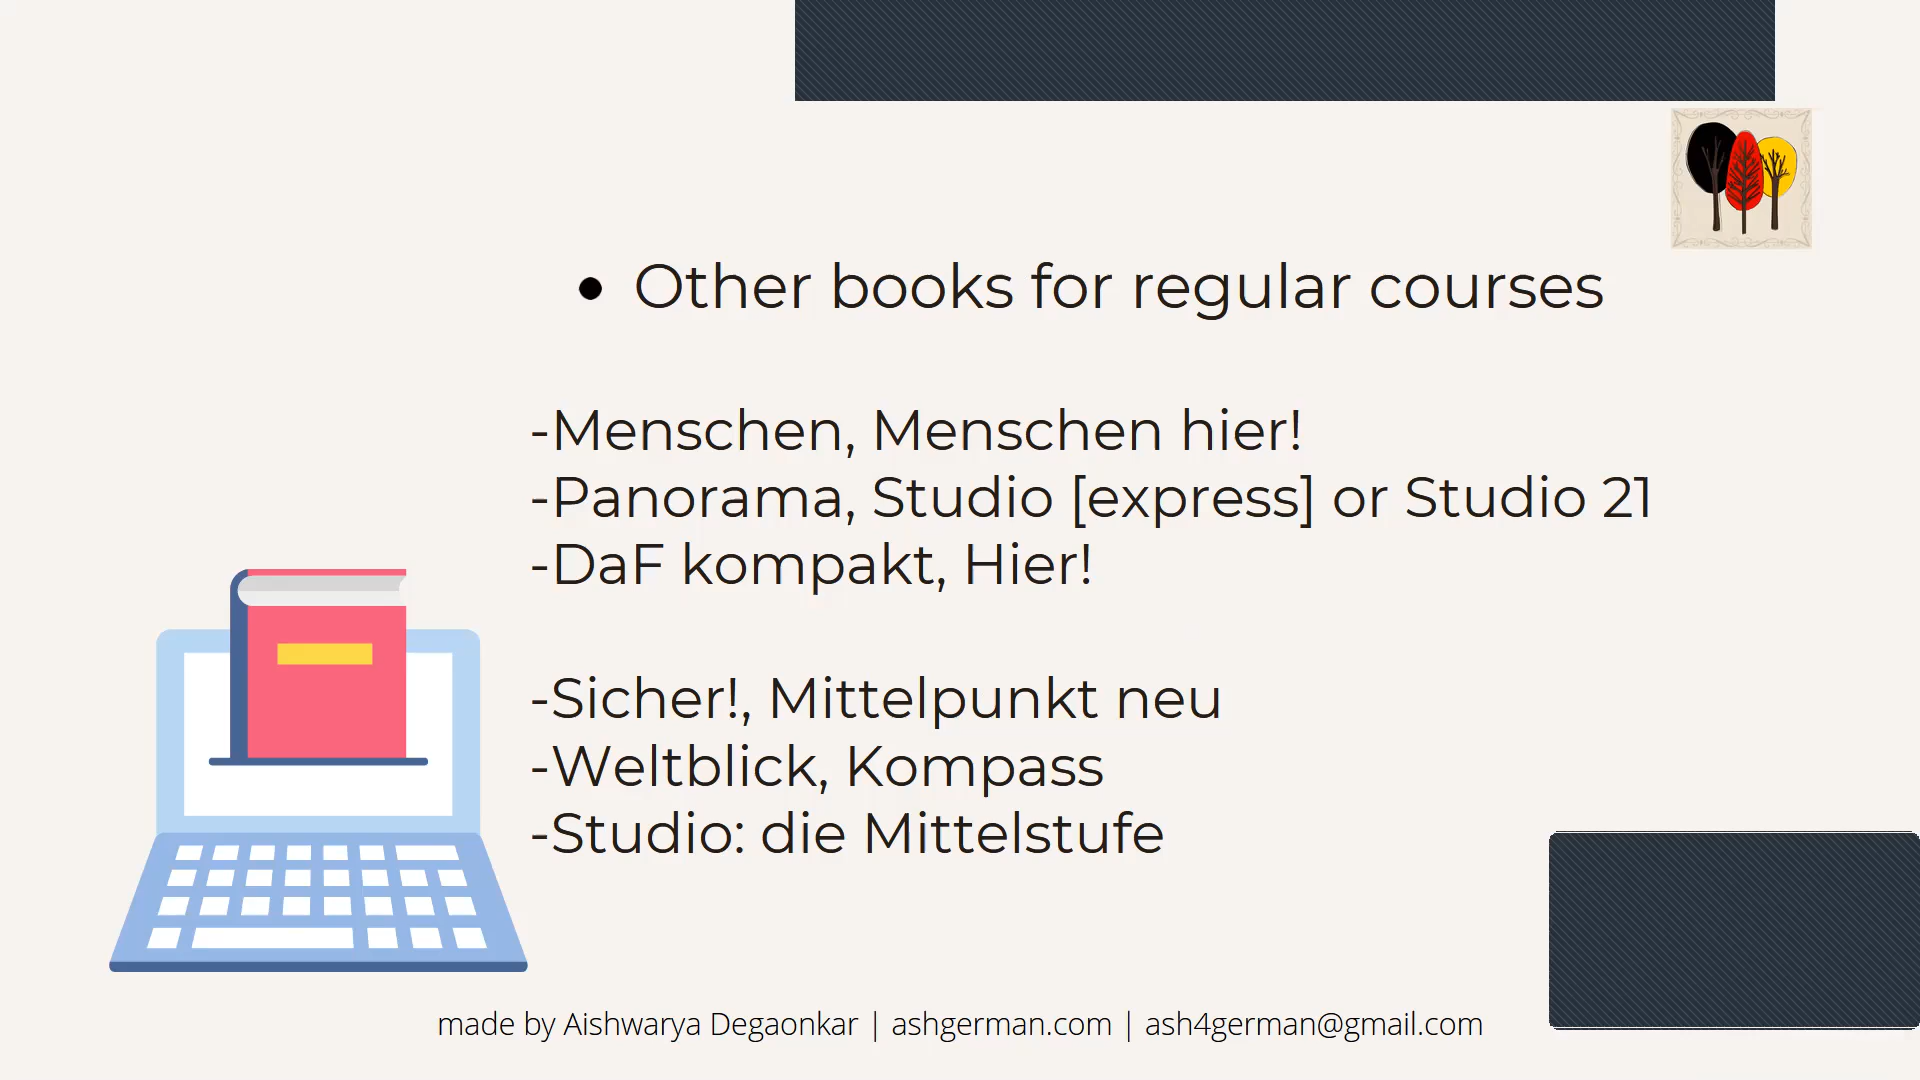 • Other books for regular courses
-Menschen, Menschen hier!
-Panorama, Studio [express] or Studio 21
-DaF kompakt, Hier!
-Sicher!, Mittelpunkt neu
-Weltblick, Kompass
-Studio: die Mittelstufe
made by Aishwarya Degaonkar | ashgerman.com | ash4german@gmail.com